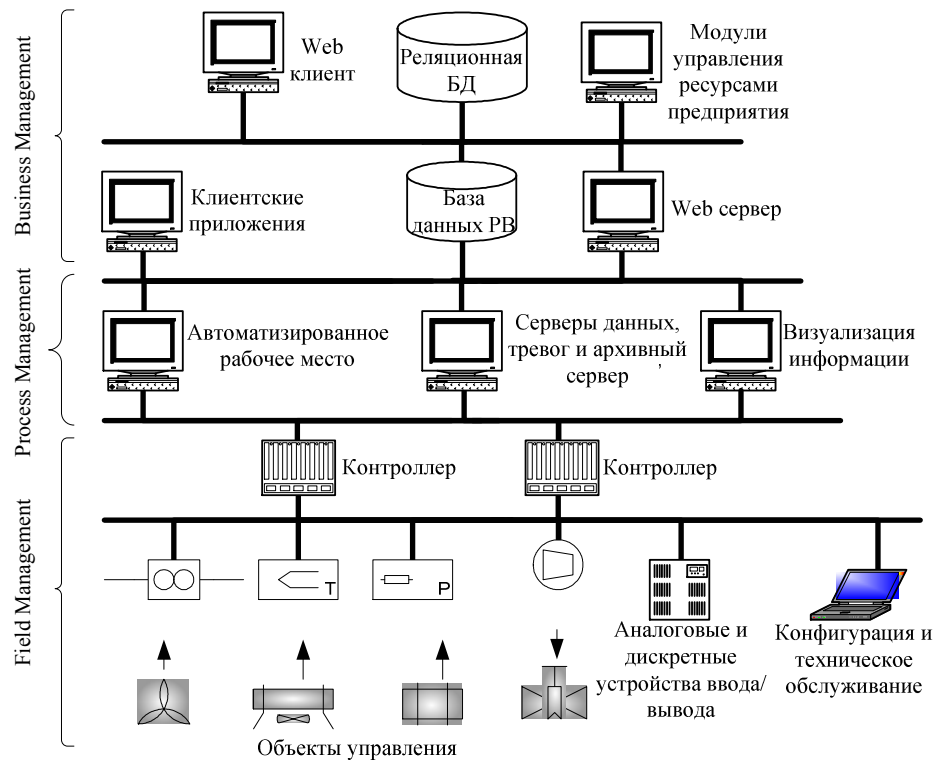 Business Management
Web
клиент
Реляционная
БД
Модули
управления
ресурсами
предприятия
Клиентские
приложения
База
данных РВ
Web сервер
Process Management
Автоматизированное
рабочее место
Серверы данных,
тревог и архивный
сервер
Визуализация
информации
Field Management
Контроллер
Контроллер
T
P
Аналоговые и
дискретные
устройства ввода/
вывода
Конфигурация и
техническое
обслуживание
Объекты управления